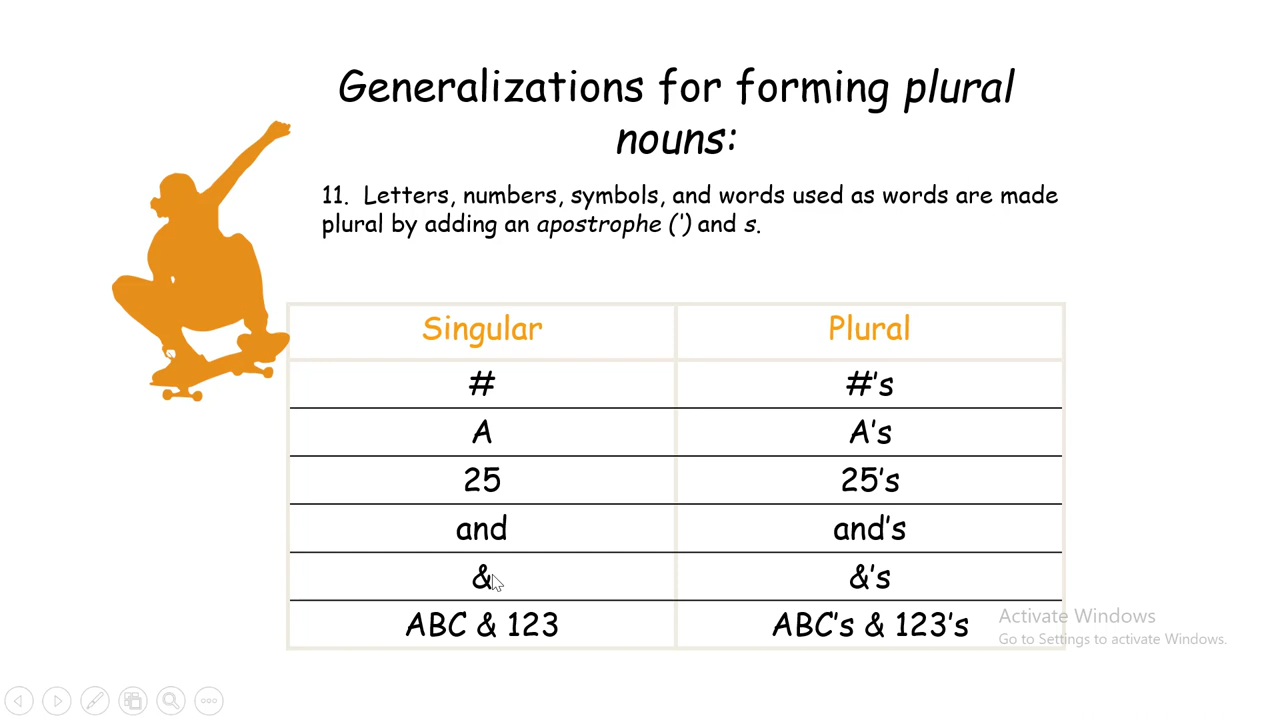 Generalizations for forming plural
nouns:
11. Letters, numbers, symbols, and words used as words are made
plural by adding an apostrophe (') and s.
Singular Plural
# #'s
A A's
25 25's
and and's
& &'s
ABC & 123 ABC's & 123's
Activate Windows
Go to Settings to activate Windows.